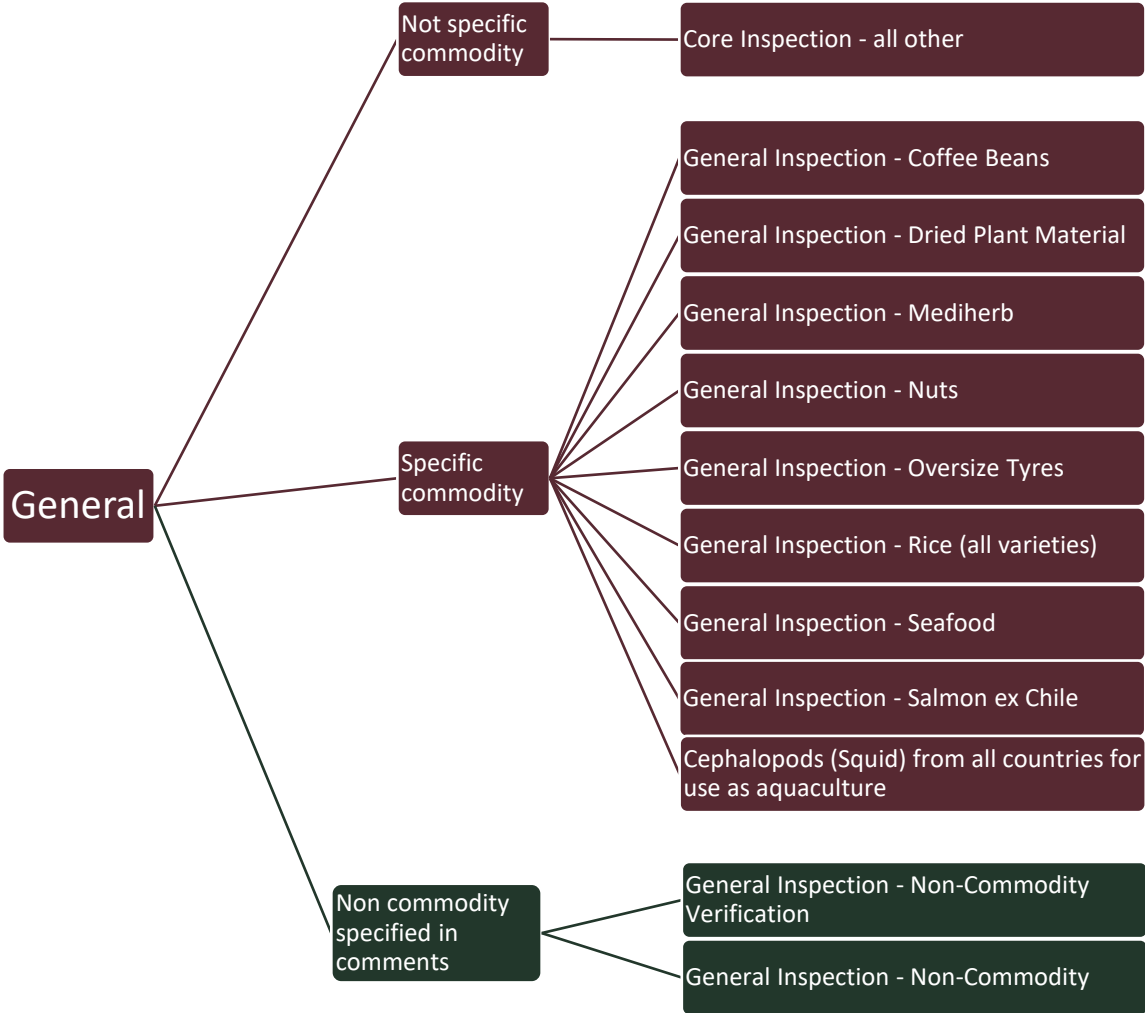 Not specific
commodity
Core Inspection - all other
General Inspection - Coffee Beans
General Inspection - Dried Plant Material
General Inspection - Mediherb
General Inspection - Nuts
General
Specific
commodity
General Inspection - Oversize Tyres
General Inspection - Rice (all varieties)
General Inspection - Seafood
General Inspection - Salmon ex Chile
Cephalopods (Squid) from all countries for
use as aquaculture
Non commodity
specified in
comments
General Inspection - Non-Commodity
Verification
General Inspection - Non-Commodity